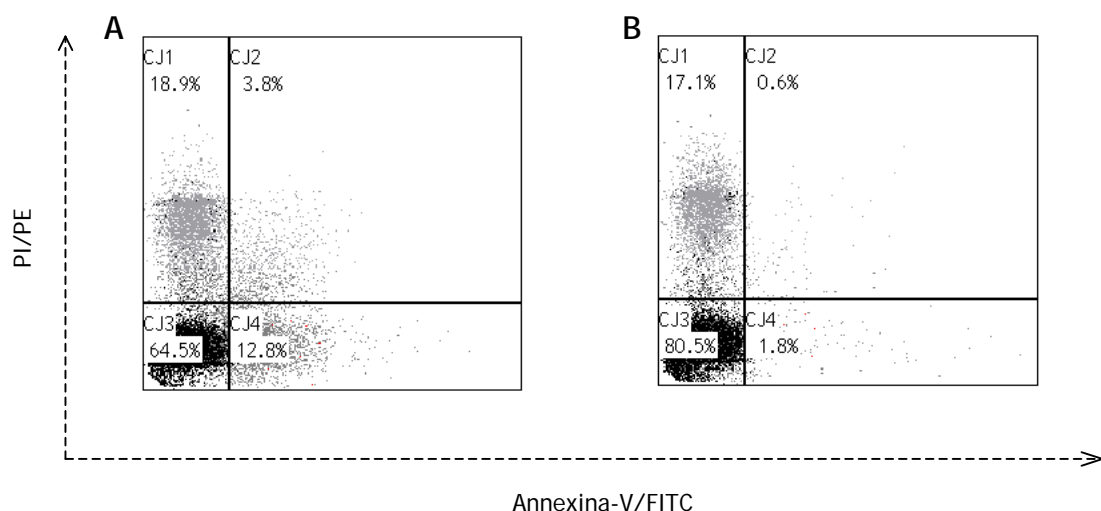 A
B
CJ1
CJ2
18.9%
3.8%
CJ3
CJ4
64.5%
12.8%
CJ1
CJ2
17.1%
0.6%
CJ3
CJ4
80.5%
1.8%
PI/PE
Annexina-V/FITC